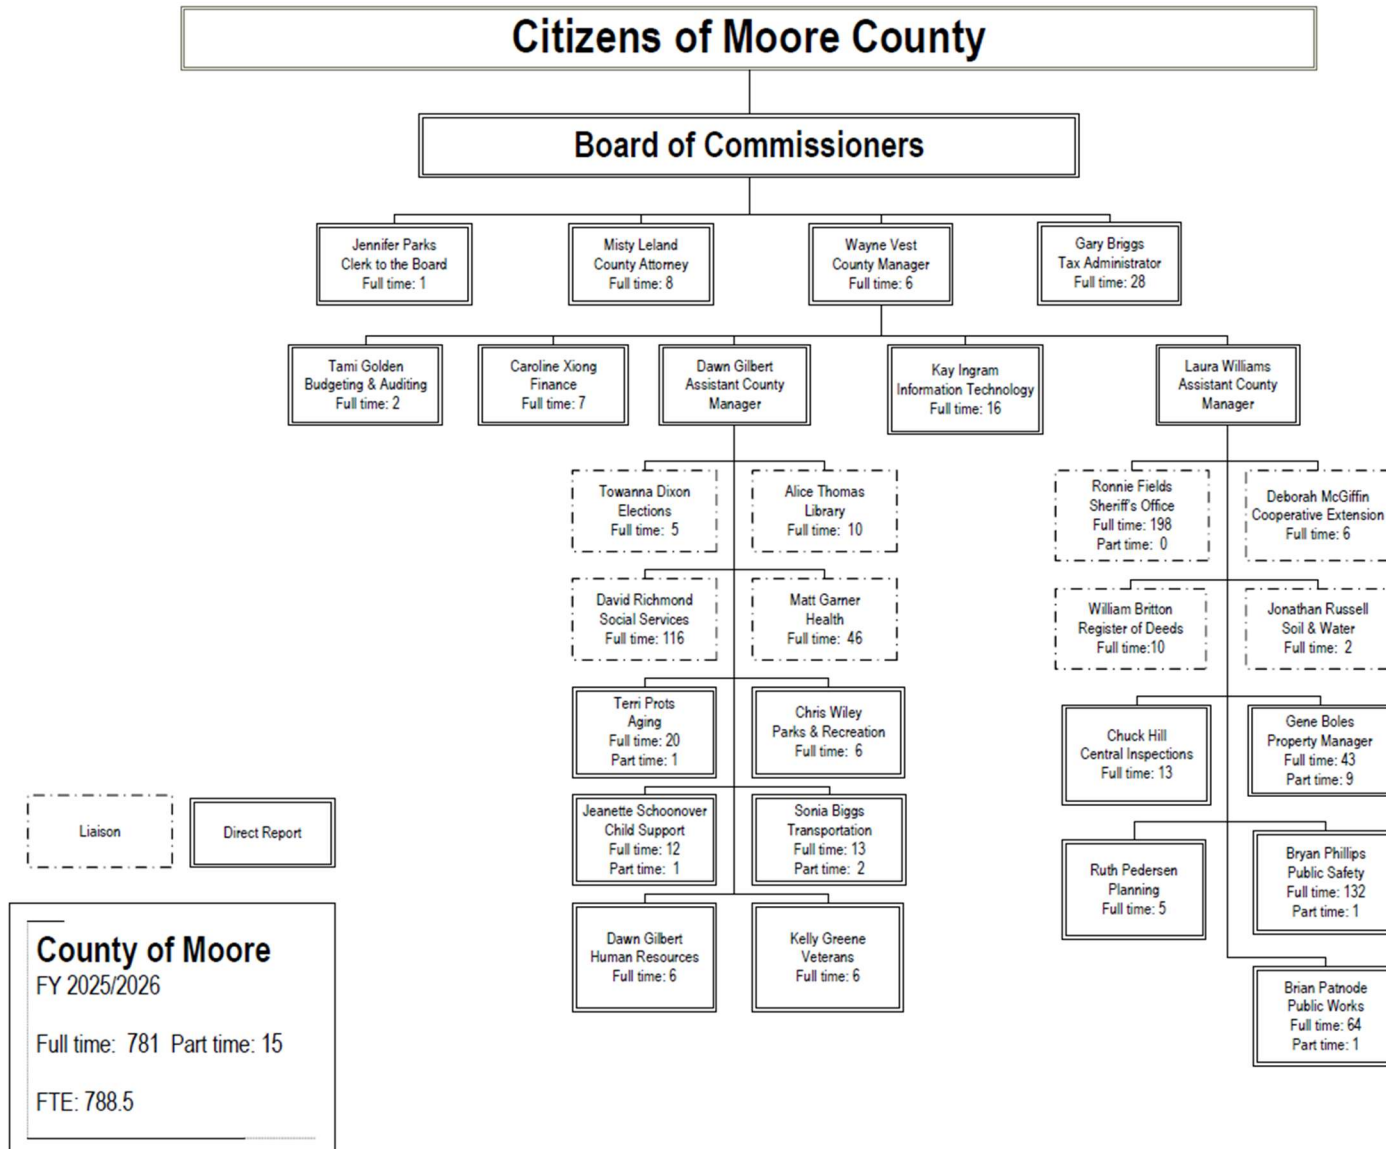 Citizens of Moore County
Board of Commissioners
Jennifer Parks
Clerk to the Board
Full time: 1
Misty Leland
County Attorney
Full time: 8
Wayne Vest
County Manager
Full time: 6
Gary Briggs
Tax Administrator
Full time: 28
Tami Golden
Budgeting & Auditing
Full time: 2
Caroline Xiong
Finance
Full time: 7
Dawn Gilbert
Assistant County
Manager
Kay Ingram
Information Technology
Full time: 16
Laura Williams
Assistant County
Manager
Towanna Dixon
Elections
Full time: 5
Alice Thomas
Library
Full time: 10
Ronnie Fields
Sheriff's Office
Full time: 198
Part time: 0
Deborah McGiffin
Cooperative Extension
Full time: 6
David Richmond
Social Services
Full time: 116
Matt Garner
Health
Full time: 46
William Britton
Register of Deeds
Full time:10
Jonathan Russell
Soil & Water
Full time: 2
Terri Prots
Aging
Full time: 20
Part time: 1
Chris Wiley
Parks & Recreation
Full time: 6
Chuck Hill
Central Inspections
Full time: 13
Gene Boles
Property Manager
Full time: 43
Part time: 9
Jeanette Schoonover
Child Support
Full time: 12
Part time: 1
Sonia Biggs
Transportation
Full time: 13
Part time: 2
Ruth Pedersen
Planning
Full time: 5
Bryan Phillips
Public Safety
Full time: 132
Part time: 1
Dawn Gilbert
Human Resources
Full time: 6
Kelly Greene
Veterans
Full time: 6
Brian Patnode
Public Works
Full time: 64
Part time: 1
Liaison
Direct Report
County of Moore
FY 2025/2026
Full time: 781 Part time: 15
FTE: 788.5